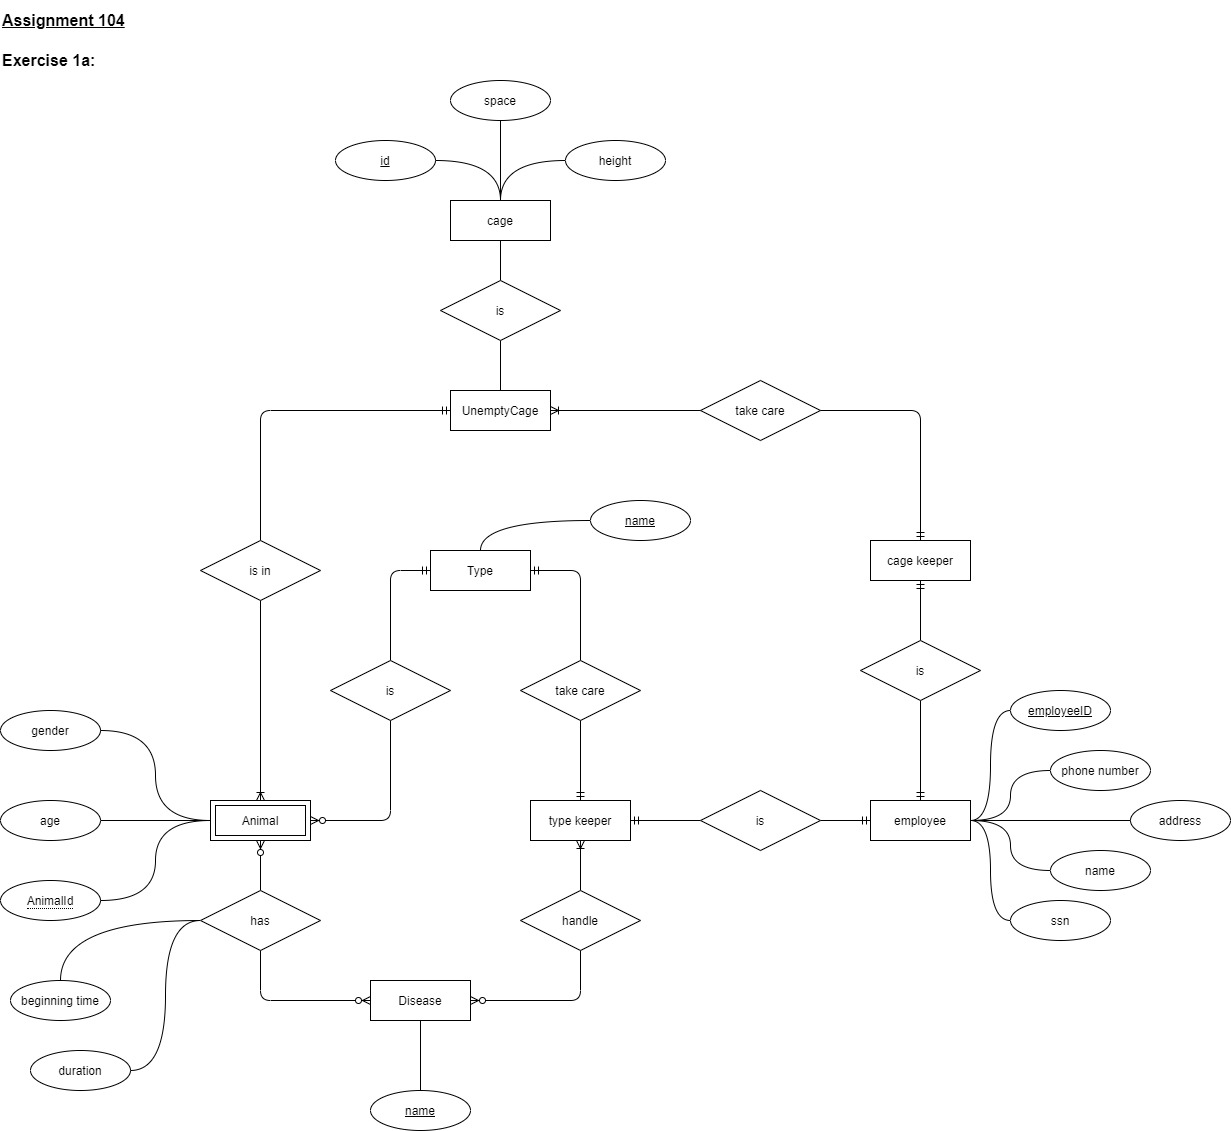 Assignment 104
Exercise 1a:
space
id
height
cage
is
UnemptyCage
take care
name
is in
Type
cage keeper
is
take care
is
employeeID
gender
phone number
age
Animal
type keeper
is
employee
address
name
AnimalId
has
handle
ssn
beginning time
Disease
duration
name